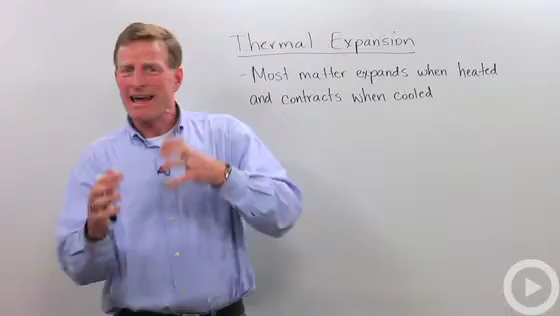 Thermal Expansion
- Most matter expands when heated
and contracts when cooled